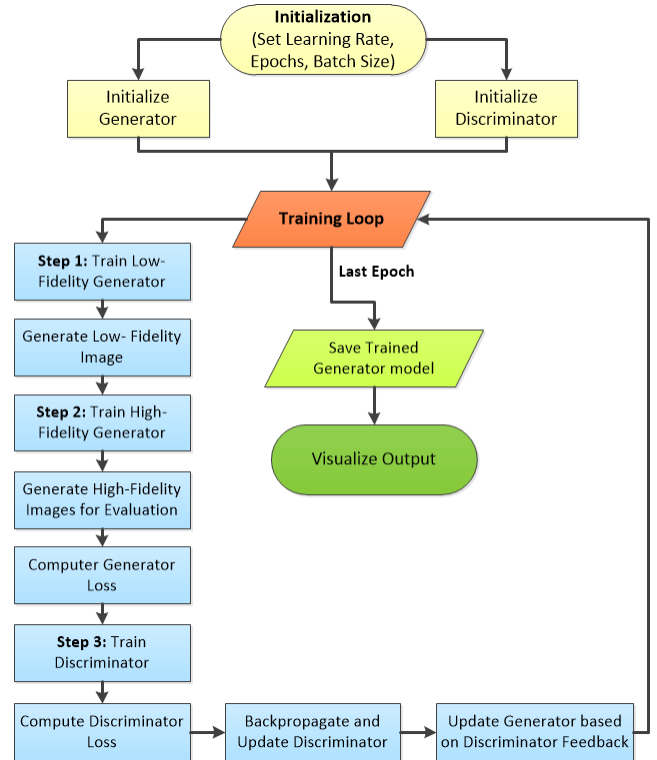 Initialization
(Set Learning Rate,
Epochs, Batch Size)
Initialize
Generator
Initialize
Discriminator
Training Loop
Last Epoch
Step 1: Train Low-
Fidelity Generator
Generate Low- Fidelity
Image
Step 2: Train High-
Fidelity Generator
Generate High-Fidelity
Images for Evaluation
Computer Generator
Loss
Step 3: Train
Discriminator
Compute Discriminator
Loss
Backpropagate and
Update Discriminator
Update Generator based
on Discriminator Feedback
Save Trained
Generator model
Visualize Output